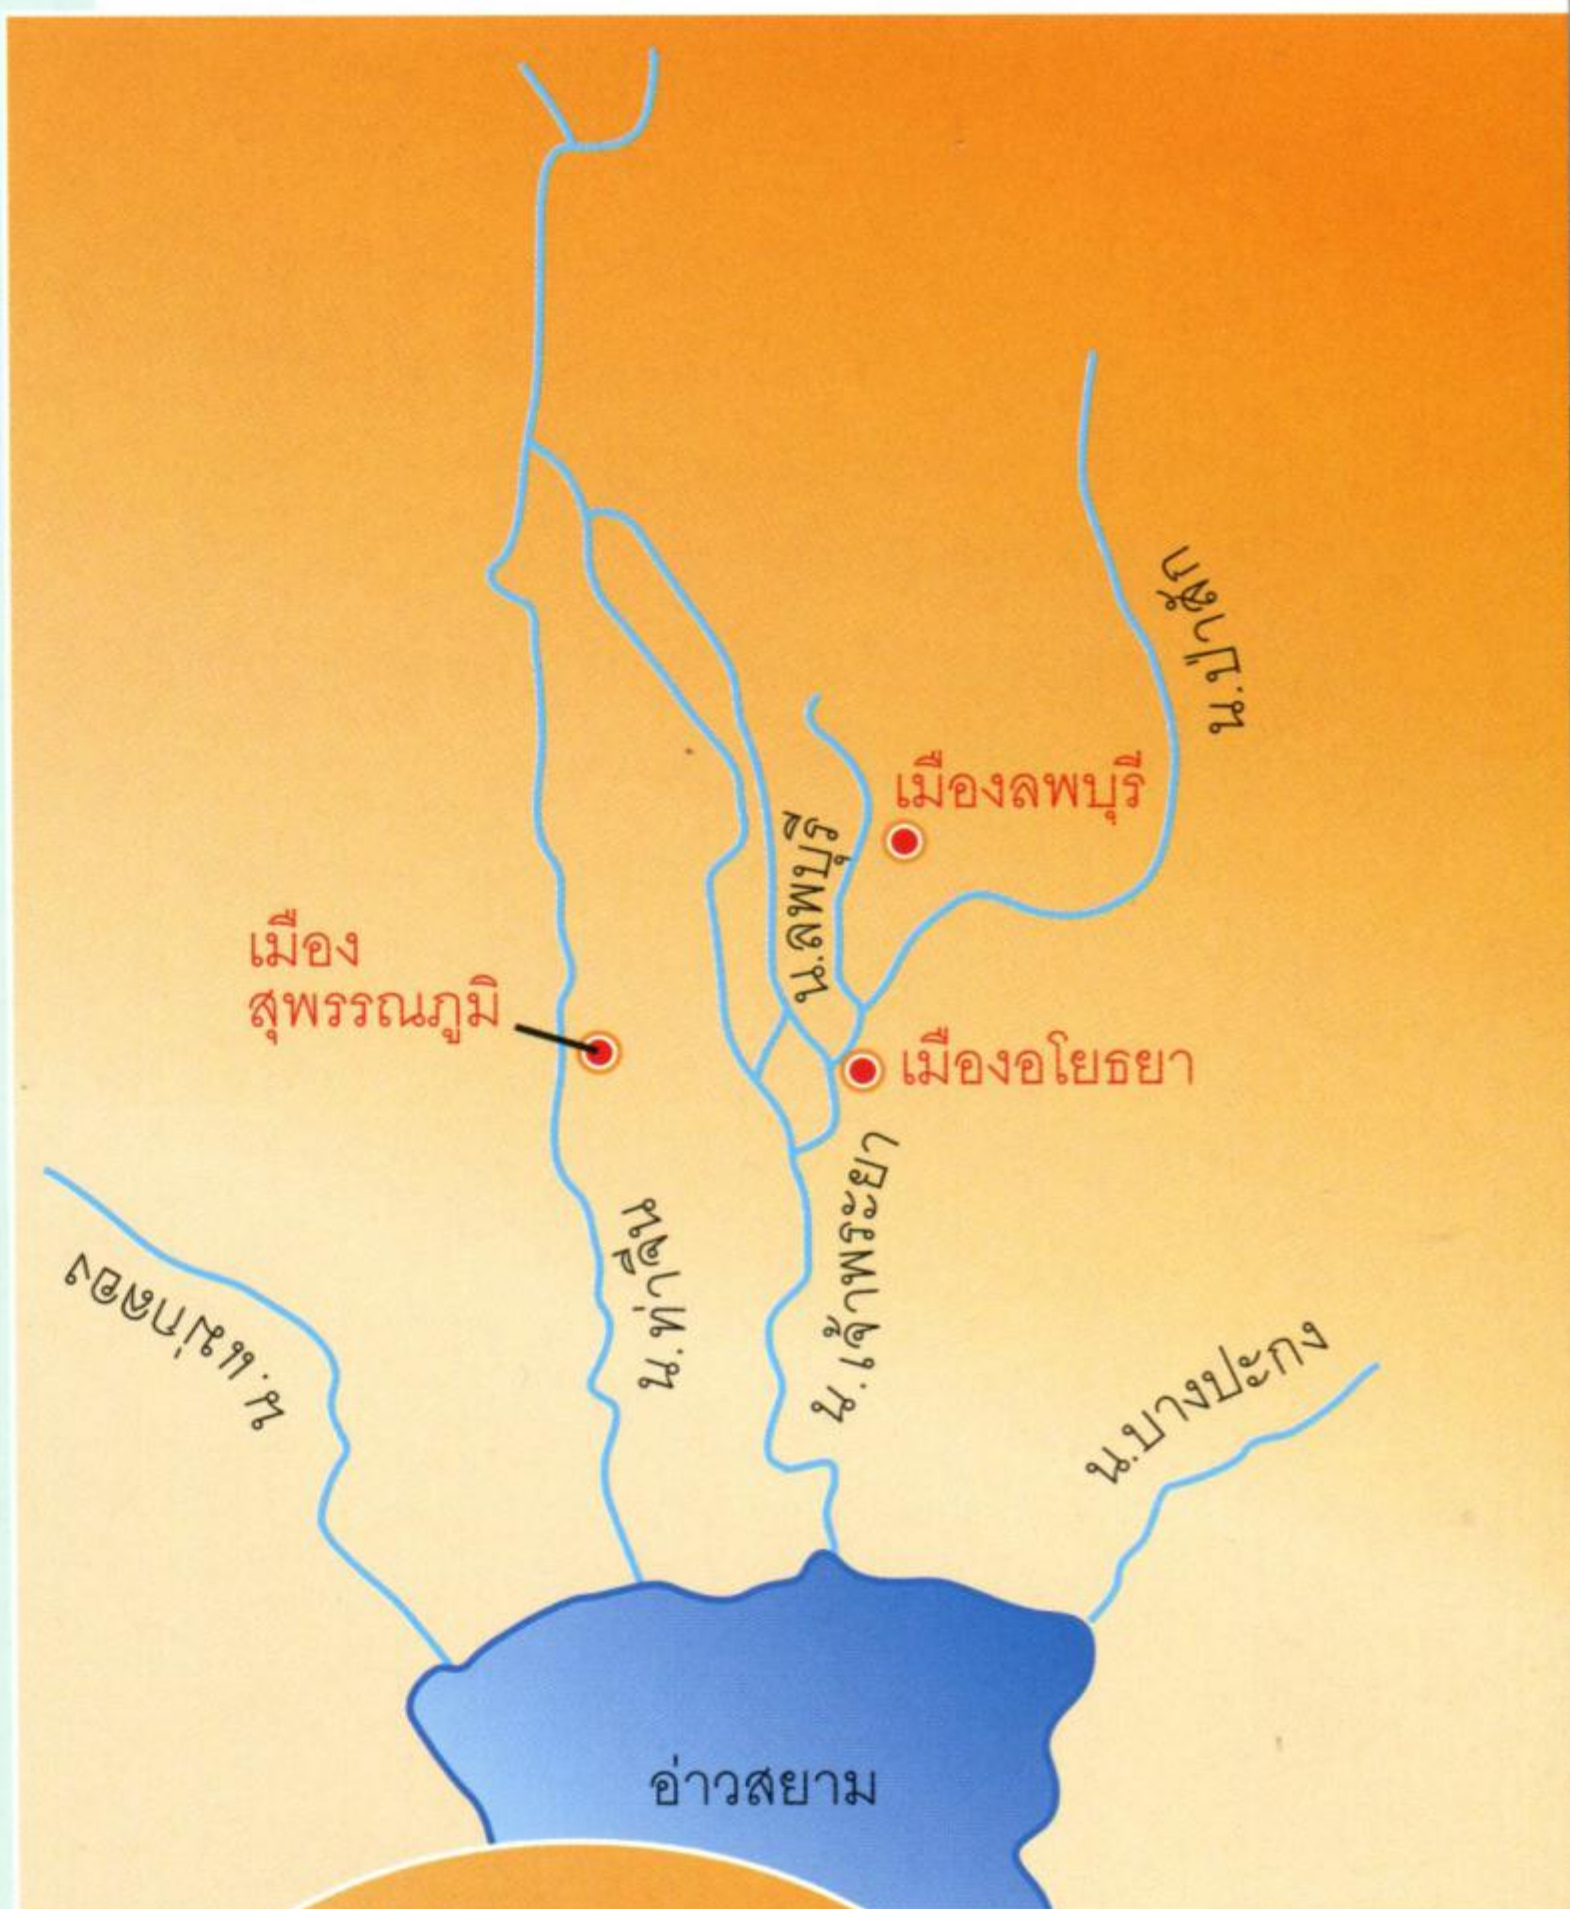 น.ป่าสัก
เมืองลพบุรี
น.ลพบุรี
เมือง
สุพรรณภูมิ
เมืองอโยธยา
น.แม่กลอง
น.ท่าจีน
น.เจ้าพระยา
น.บางปะกง
อ่าวสยาม